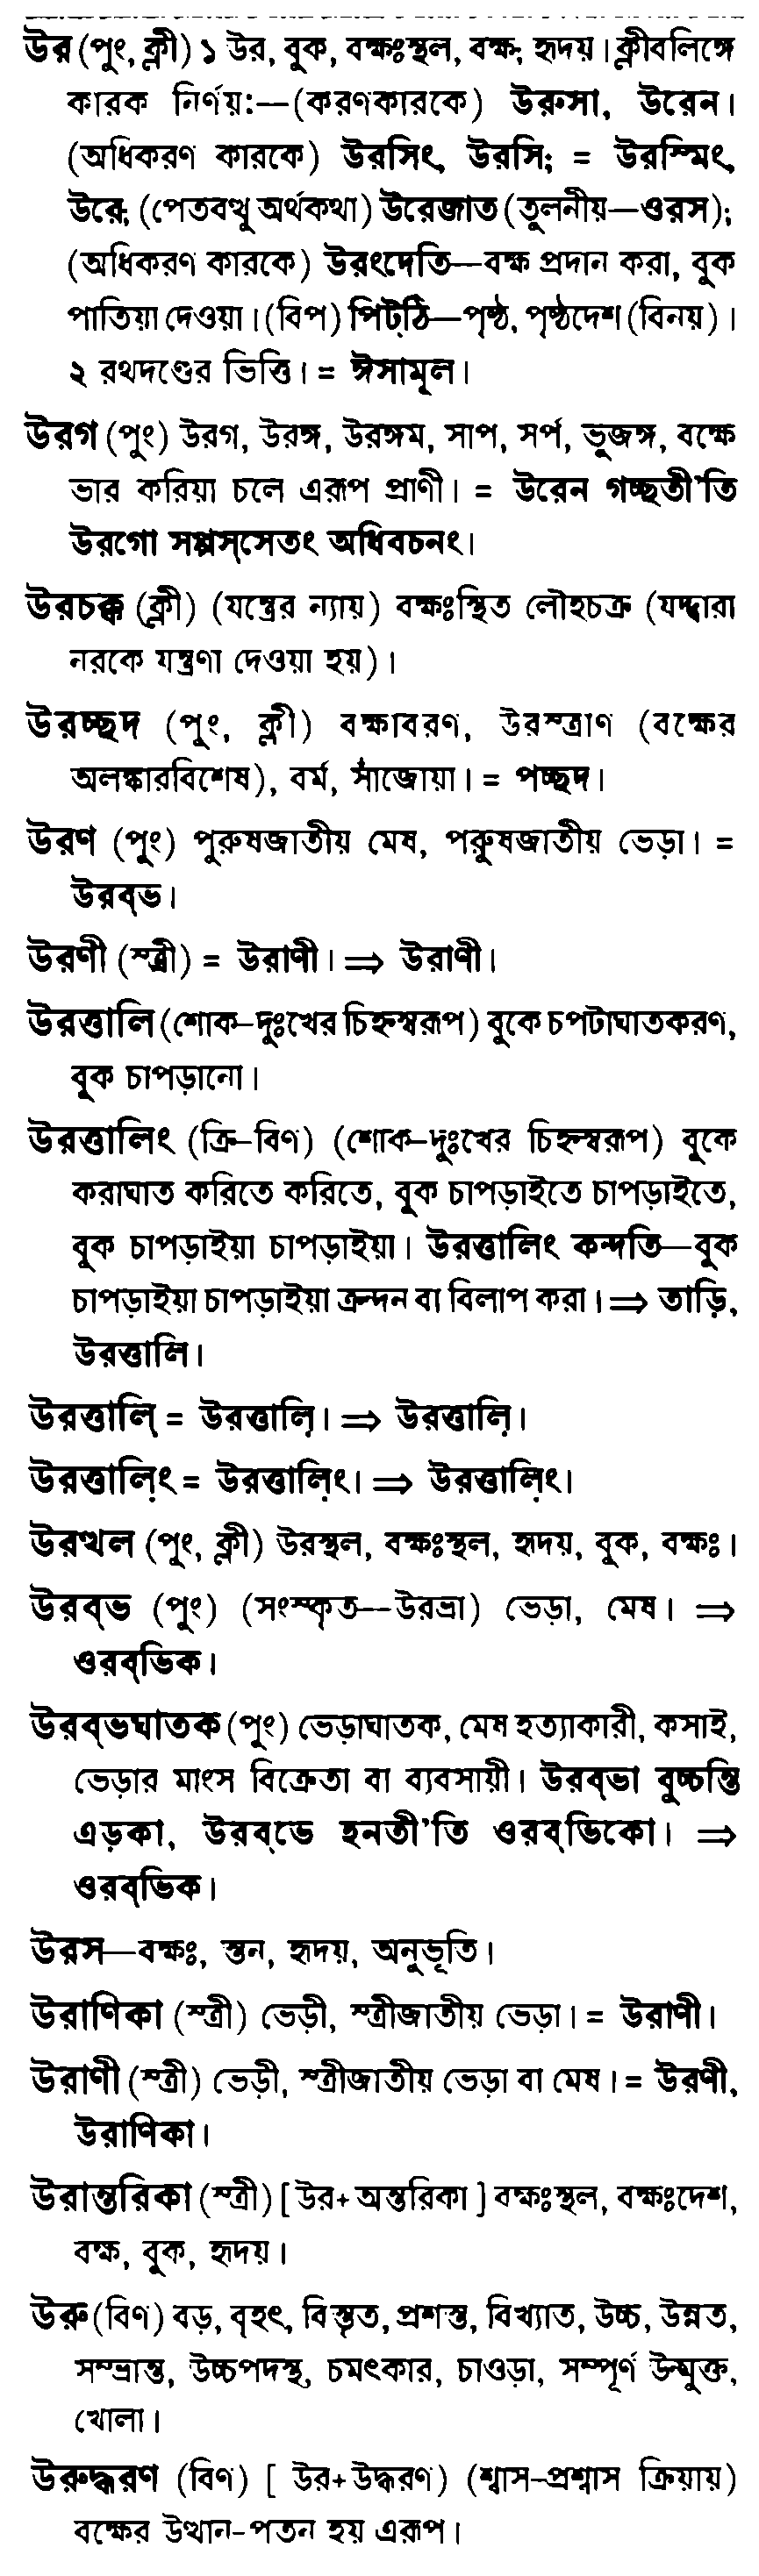 উর (পুং, ক্লী) ১ উর, বুক, বক্ষঃস্থল, বক্ষ; হৃদয়। ক্লীবলিঙ্গে
কারক নির্ণয়ঃ—(করণকারকে) উরুসা, উরেন।
(অধিকরণ কারকে) উরসিং, উরসি; = উরস্মিং,
উরে; (পেতবত্থু অর্থকথা) উরেজাত (তুলনীয়—ওরস);
(অধিকরণ কারকে) উরংদেতি—বক্ষ প্রদান করা, বুক
পাতিয়া দেওয়া। (বিপ) পিট্‌ঠি—পৃষ্ঠ, পৃষ্ঠদেশ (বিনয়)।
২ রথদণ্ডের ভিত্তি। = ঈসামূল।
উরগ (পুং) উরগ, উরঙ্গ, উরঙ্গম, সাপ, সর্প, ভুজঙ্গ, বক্ষে
ভার করিয়া চলে এরূপ প্রাণী। = উরেন গচ্ছতী'তি
উরগো সপ্পস্‌সেতং অধিবচনং।
উরচক্ক (ক্লী) (যন্ত্রের ন্যায়) বক্ষঃস্থিত লৌহচক্র (যদ্দ্বারা
নরকে যন্ত্রণা দেওয়া হয়)।
উরচ্ছদ (পুং, ক্লী) বক্ষাবরণ, উরস্ত্রাণ (বক্ষের
অলঙ্কারবিশেষ), বর্ম, সাঁজোয়া। = পচ্ছদ।
উরণ (পুং) পুরুষজাতীয় মেষ, পরুষজাতীয় ভেড়া। =
উরব্‌ভ।
উরণী (স্ত্রী) = উরাণী। ⇒ উরাণী।
উরত্তালি (শোক-দুঃখের চিহ্নস্বরূপ) বুকে চপটাঘাতকরণ,
বুক চাপড়ানো।
উরত্তালিং (ক্রি-বিণ) (শোক-দুঃখের চিহ্নস্বরূপ) বুকে
করাঘাত করিতে করিতে, বুক চাপড়াইতে চাপড়াইতে,
বুক চাপড়াইয়া চাপড়াইয়া। উরত্তালিং কন্দতি—বুক
চাপড়াইয়া চাপড়াইয়া ক্রন্দন বা বিলাপ করা। ⇒ তাড়ি,
উরত্তালি।
উরত্তাল়ি = উরত্তাল়ি। ⇒ উরত্তাল়ি।
উরত্তাল়িং = উরত্তাল়িং। ⇒ উরত্তাল়িং।
উরত্থল (পুং, ক্লী) উরস্থল, বক্ষঃস্থল, হৃদয়, বুক, বক্ষঃ।
উরব্‌ভ (পুং) (সংস্কৃত—উরভ্রা) ভেড়া, মেষ। ⇒
ওরব্‌ভিক।
উরব্‌ভঘাতক (পুং) ভেড়াঘাতক, মেষ হত্যাকারী, কসাই,
ভেড়ার মাংস বিক্রেতা বা ব্যবসায়ী। উরব্‌ভা বুচ্চন্তি
এড়কা, উরব্‌ভে হনতী'তি ওরব্‌ভিকো। ⇒
ওরব্‌ভিক।
উরস—বক্ষঃ, স্তন, হৃদয়, অনুভূতি।
উরাণিকা (স্ত্রী) ভেড়ী, স্ত্রীজাতীয় ভেড়া। = উরাণী।
উরাণী (স্ত্রী) ভেড়ী, স্ত্রীজাতীয় ভেড়া বা মেষ। = উরণী,
উরাণিকা।
উরান্তরিকা (স্ত্রী) [ উর+ অন্তরিকা ] বক্ষঃস্থল, বক্ষঃদেশ,
বক্ষ, বুক, হৃদয়।
উরু (বিণ) বড়, বৃহৎ, বিস্তৃত, প্রশস্ত, বিখ্যাত, উচ্চ, উন্নত,
সম্ভ্রান্ত, উচ্চপদস্থ, চমৎকার, চাওড়া, সম্পূর্ণ উন্মুক্ত,
খোলা।
উরুদ্ধরণ (বিণ) [ উর+উদ্ধরণ) (শ্বাস-প্রশ্বাস ক্রিয়ায়)
বক্ষের উত্থান-পতন হয় এরূপ।